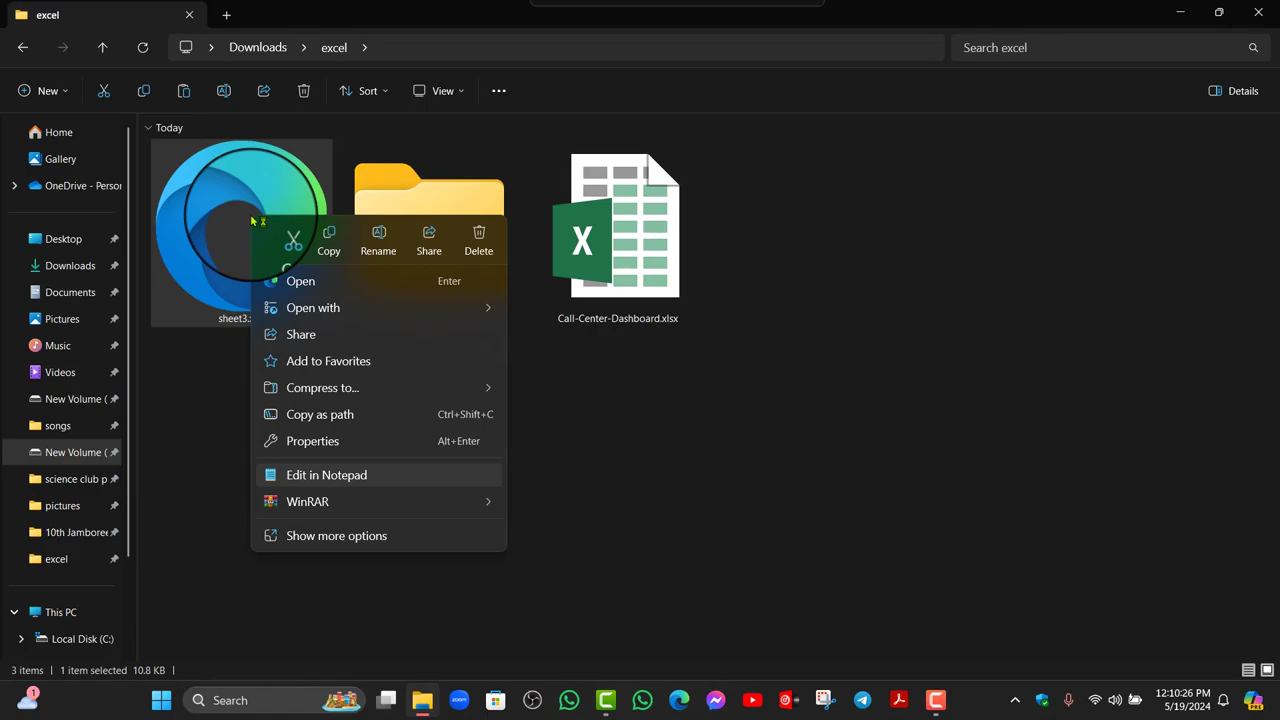 excel
Downloads
excel
Search excel
New
Sort
View
Details
Home
Gallery
OneDrive - Perso
Desktop
Downloads
Documents
Pictures
Music
Videos
New Volume (
songs
New Volume (
science club p
pictures
10th Jamboree
excel
This PC
Local Disk (C:)
Today
sheet3.
Call-Center-Dashboard.xlsx
X
Copy
Rename
Share
Delete
Open Enter
Open with
Share
Add to Favorites
Compress to...
Copy as path Ctrl+Shift+C
Properties Alt+Enter
Edit in Notepad
WinRAR
Show more options
3 items 1 item selected 10.8 KB
1
Search
12:10:26 PM
5/19/2024